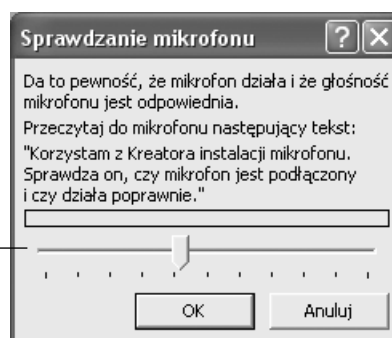 Sprawdzanie mikrofonu
Da to pewność, że mikrofon działa i że głośność
mikrofonu jest odpowiednia.
Przeczytaj do mikrofonu następujący tekst:
"Korzystam z Kreatora instalacji mikrofonu.
Sprawdza on, czy mikrofon jest podłączony
i czy działa poprawnie."
OK Anuluj